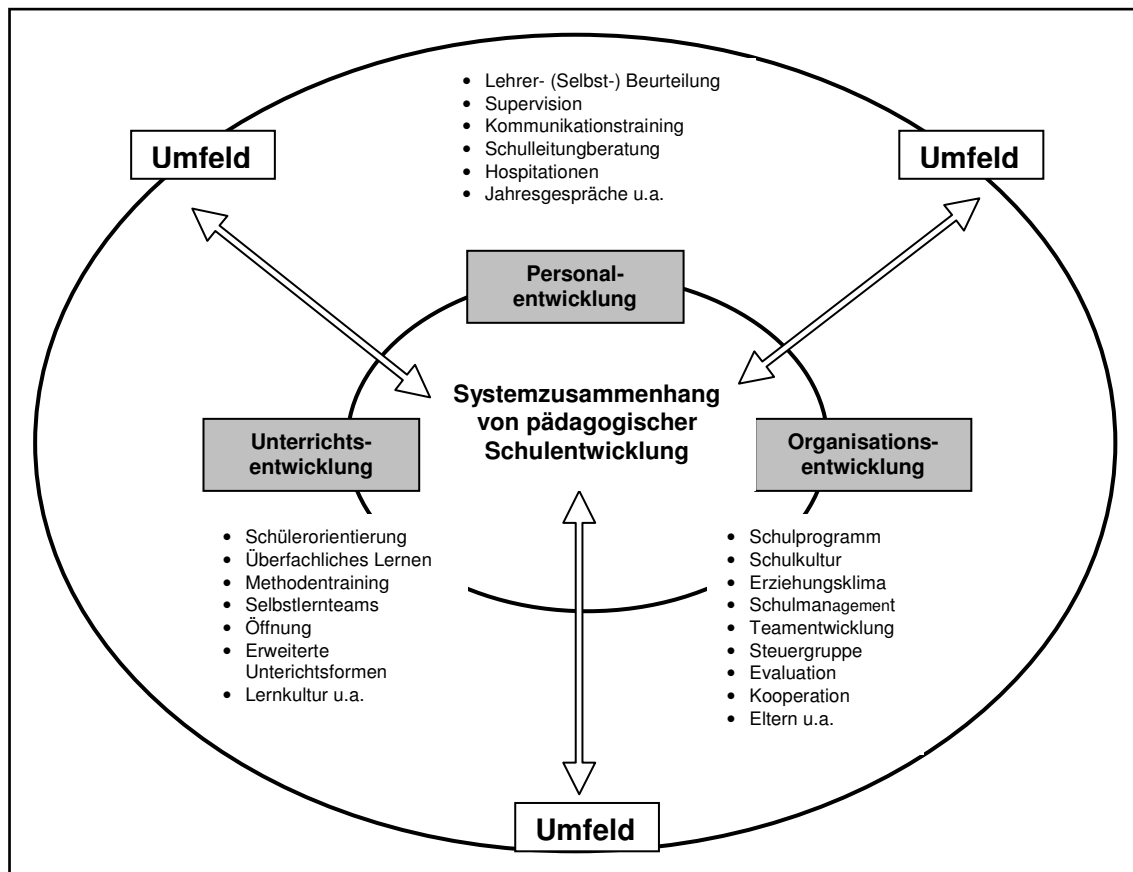 • Lehrer- (Selbst-) Beurteilung
• Supervision
• Kommunikationstraining
• Schulleitungberatung
• Hospitationen
• Jahresgespräche u.a.
Umfeld
Umfeld
Personal-
entwicklung
Systemzusammenhang
von pädagogischer
Schulentwicklung
Unterrichts-
entwicklung
Organisations-
entwicklung
• Schülerorientierung
• Überfachliches Lernen
• Methodentraining
• Selbstlernteams
• Öffnung
• Erweiterte
Unterichtsformen
• Lernkultur u.a.
• Schulprogramm
• Schulkultur
• Erziehungsklima
• Schulmanagement
• Teamentwicklung
• Steuergruppe
• Evaluation
• Kooperation
• Eltern u.a.
Umfeld